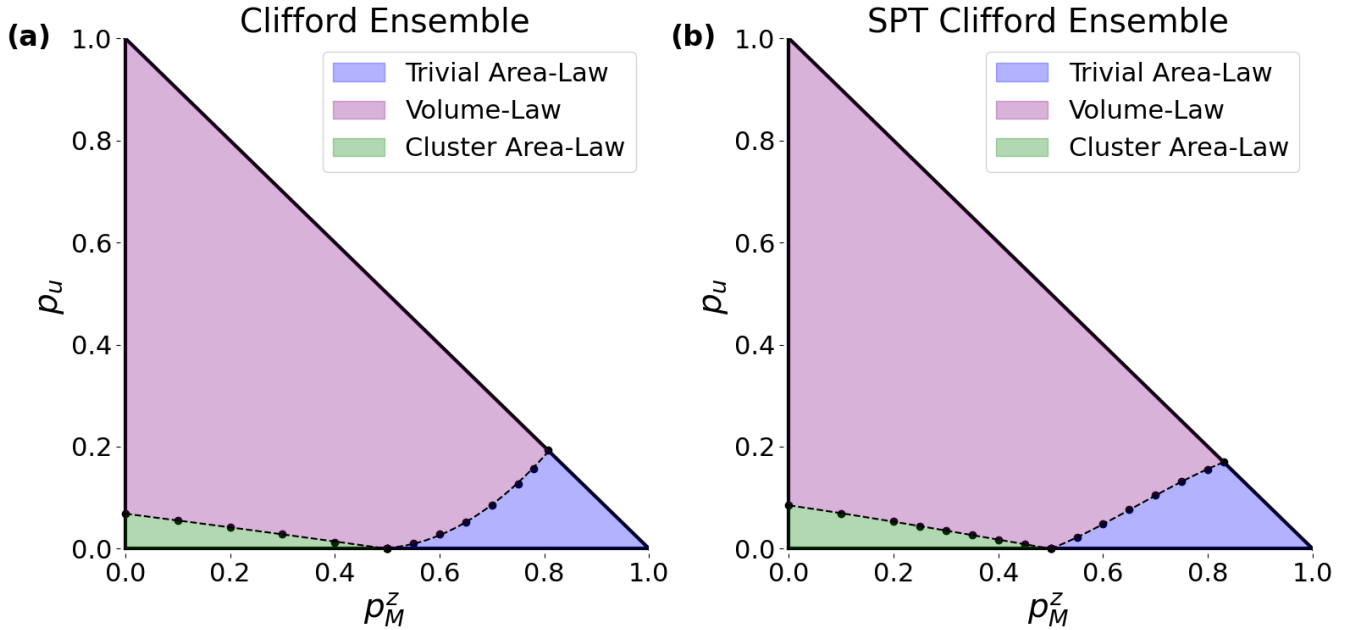 (a)
Clifford Ensemble
Trivial Area-Law
Volume-Law
Cluster Area-Law
1.0
0.8
0.6
0.4
0.2
0.0
p_u
0.0 0.2 0.4 0.6 0.8 1.0
p_M^z
(b)
SPT Clifford Ensemble
Trivial Area-Law
Volume-Law
Cluster Area-Law
1.0
0.8
0.6
0.4
0.2
0.0
p_u
0.0 0.2 0.4 0.6 0.8 1.0
p_M^z